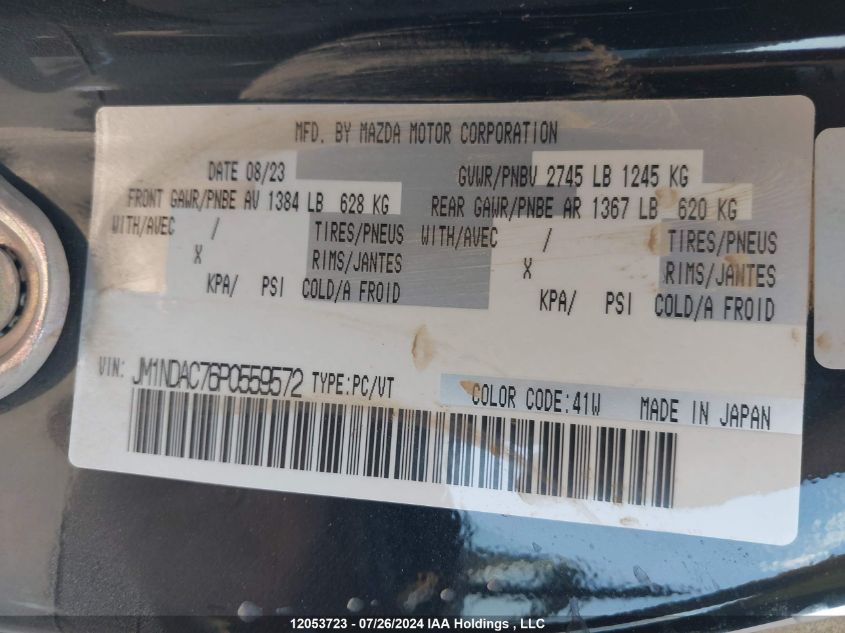 MFD. BY MAZDA MOTOR CORPORATION
DATE 08/23 GVWR/PNBV 2745 LB 1245 KG
FRONT GAWR/PNBE AV 1384 LB 628 KG REAR GAWR/PNBE AR 1367 LB 620 KG
WITH/AVEC / TIRES/PNEUS WITH/AVEC / TIRES/PNEUS
X RIMS/JANTES X RIMS/JANTES
KPA/ PSI COLD/A FROID KPA/ PSI COLD/A FROID
VIN: JM1NDAC76P0559572 TYPE:PC/VT COLOR CODE:41W MADE IN JAPAN
12053723 - 07/26/2024 IAA Holdings , LLC